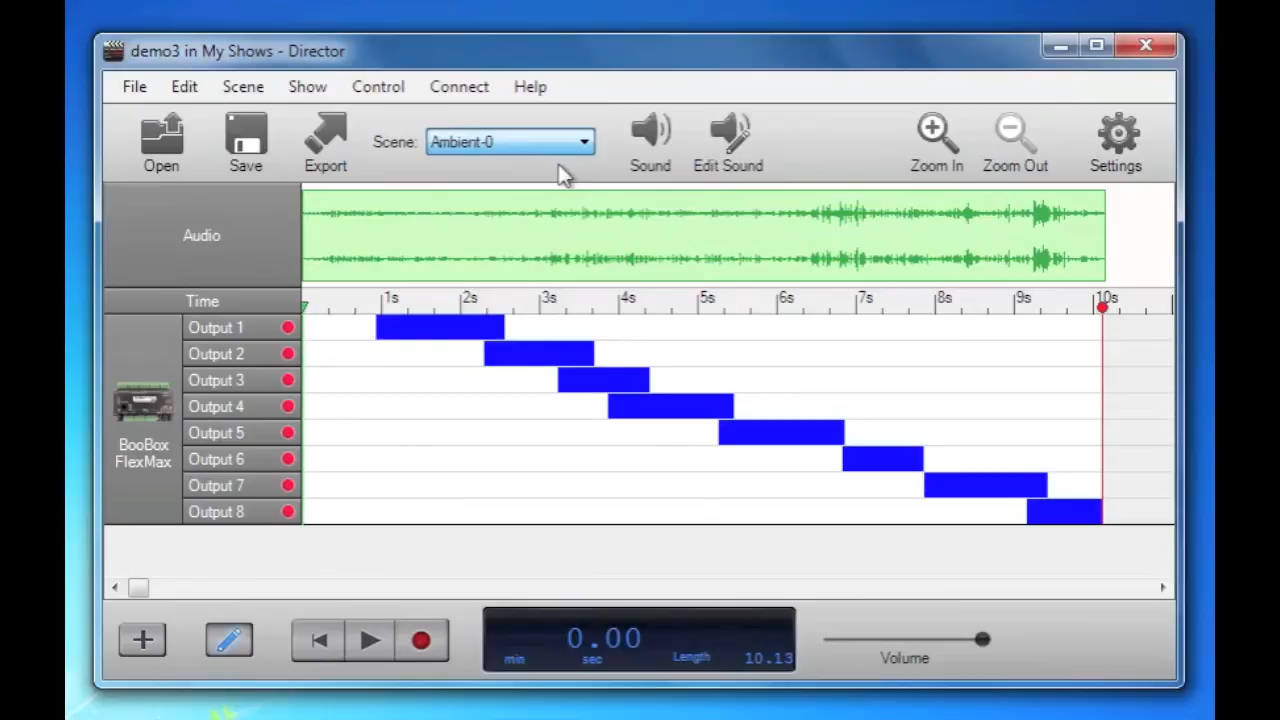 demo3 in My Shows - Director
File Edit Scene Show Control Connect Help
Open Save Export Scene: Ambient-0 Sound Edit Sound Zoom In Zoom Out Settings
Audio
Time 1s 2s 3s 4s 5s 6s 7s 8s 9s 10s
Output 1
Output 2
Output 3
Output 4
Output 5
Output 6
Output 7
Output 8
BooBox
FlexMax
0.00
min sec Length 10.13
Volume